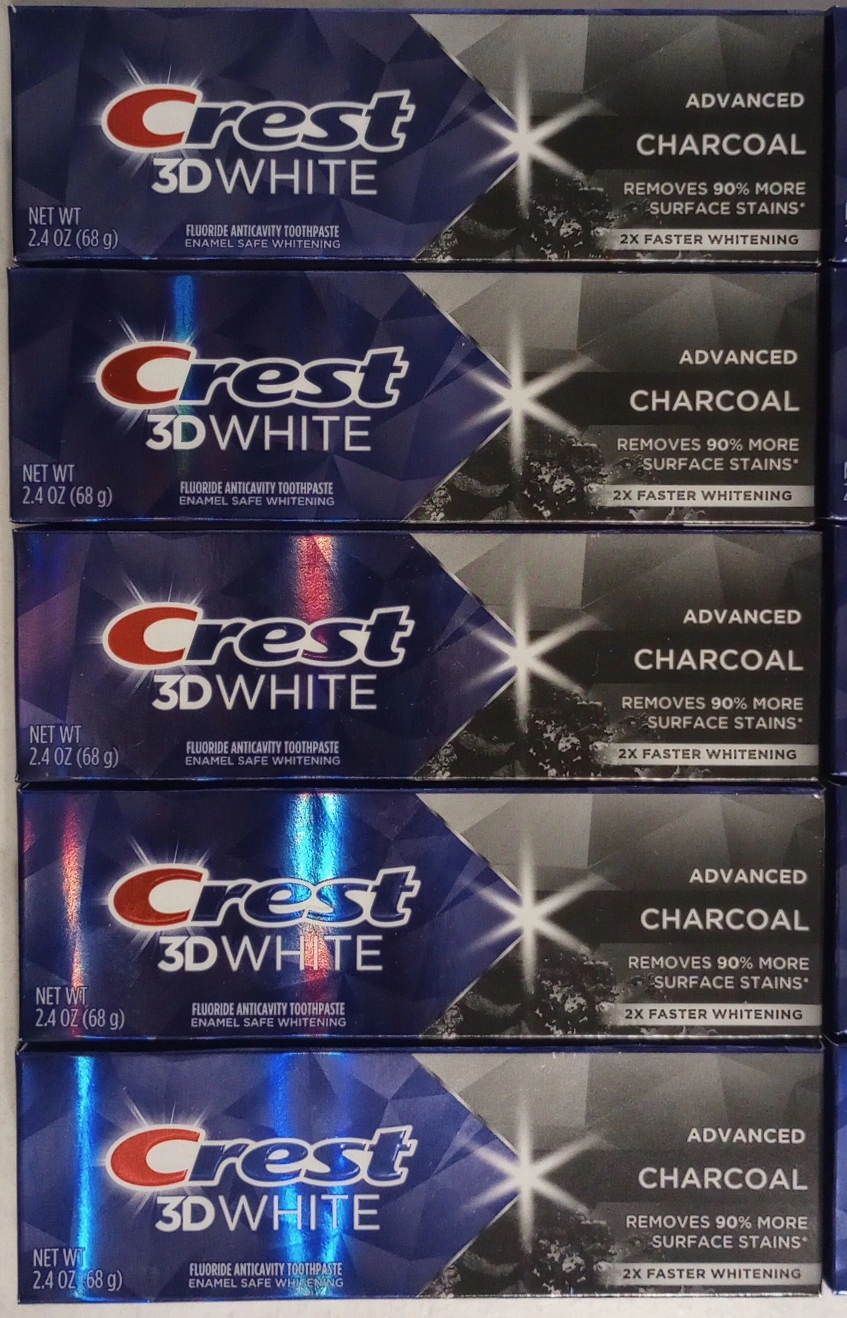 Crest
3D WHITE
ADVANCED
CHARCOAL
REMOVES 90% MORE
SURFACE STAINS*
2X FASTER WHITENING
NET WT
2.4 OZ (68 g)
FLUORIDE ANTICAVITY TOOTHPASTE
ENAMEL SAFE WHITENING
Crest
3D WHITE
ADVANCED
CHARCOAL
REMOVES 90% MORE
SURFACE STAINS*
2X FASTER WHITENING
NET WT
2.4 OZ (68 g)
FLUORIDE ANTICAVITY TOOTHPASTE
ENAMEL SAFE WHITENING
Crest
3D WHITE
ADVANCED
CHARCOAL
REMOVES 90% MORE
SURFACE STAINS*
2X FASTER WHITENING
NET WT
2.4 OZ (68 g)
FLUORIDE ANTICAVITY TOOTHPASTE
ENAMEL SAFE WHITENING
Crest
3D WHITE
ADVANCED
CHARCOAL
REMOVES 90% MORE
SURFACE STAINS*
2X FASTER WHITENING
NET WT
2.4 OZ (68 g)
FLUORIDE ANTICAVITY TOOTHPASTE
ENAMEL SAFE WHITENING
Crest
3D WHITE
ADVANCED
CHARCOAL
REMOVES 90% MORE
SURFACE STAINS*
2X FASTER WHITENING
NET WT
2.4 OZ (68 g)
FLUORIDE ANTICAVITY TOOTHPASTE
ENAMEL SAFE WHITENING